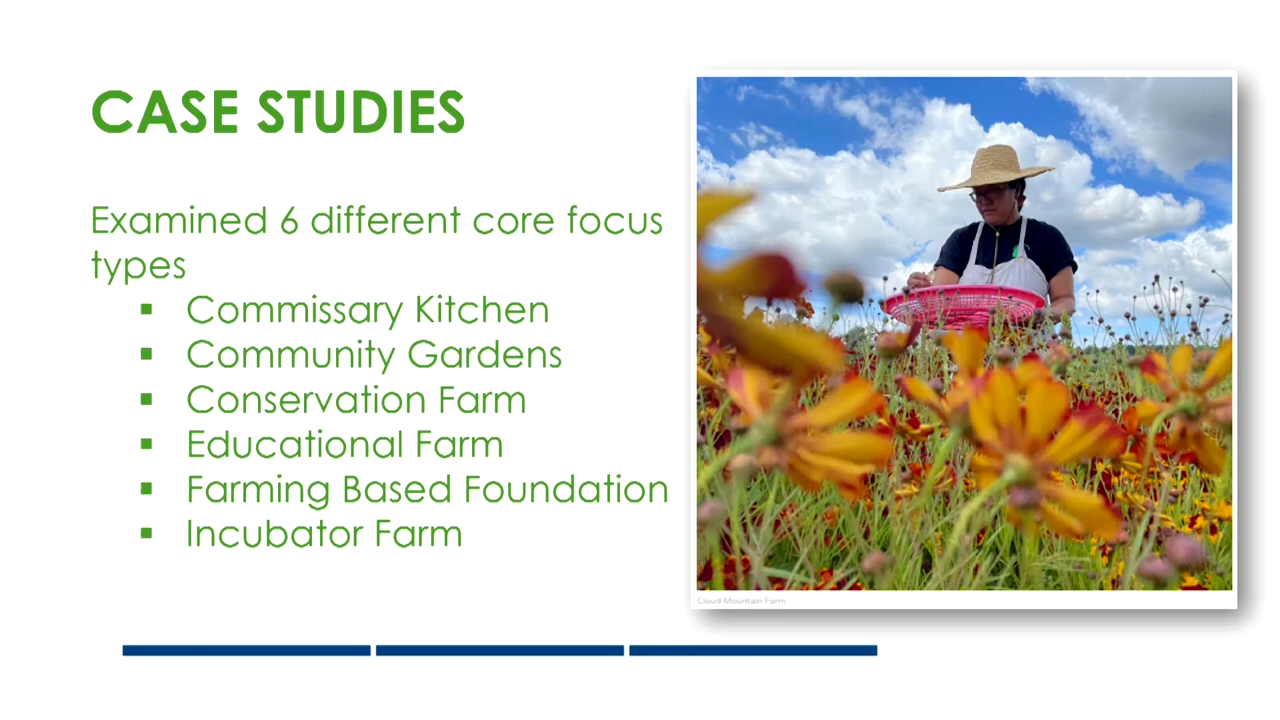 CASE STUDIES
Examined 6 different core focus
types
▪ Commissary Kitchen
▪ Community Gardens
▪ Conservation Farm
▪ Educational Farm
▪ Farming Based Foundation
▪ Incubator Farm
Cloud Mountain Farm